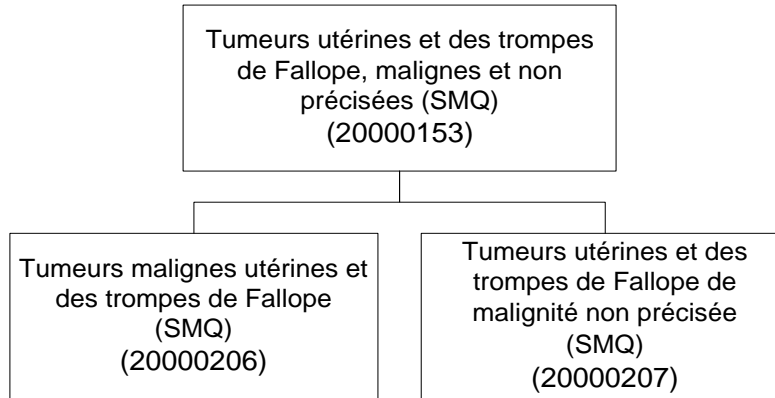 Tumeurs utérines et des trompes
de Fallope, malignes et non
précisées (SMQ)
(20000153)
Tumeurs malignes utérines et
des trompes de Fallope
(SMQ)
(20000206)
Tumeurs utérines et des
trompes de Fallope de
malignité non précisée
(SMQ)
(20000207)